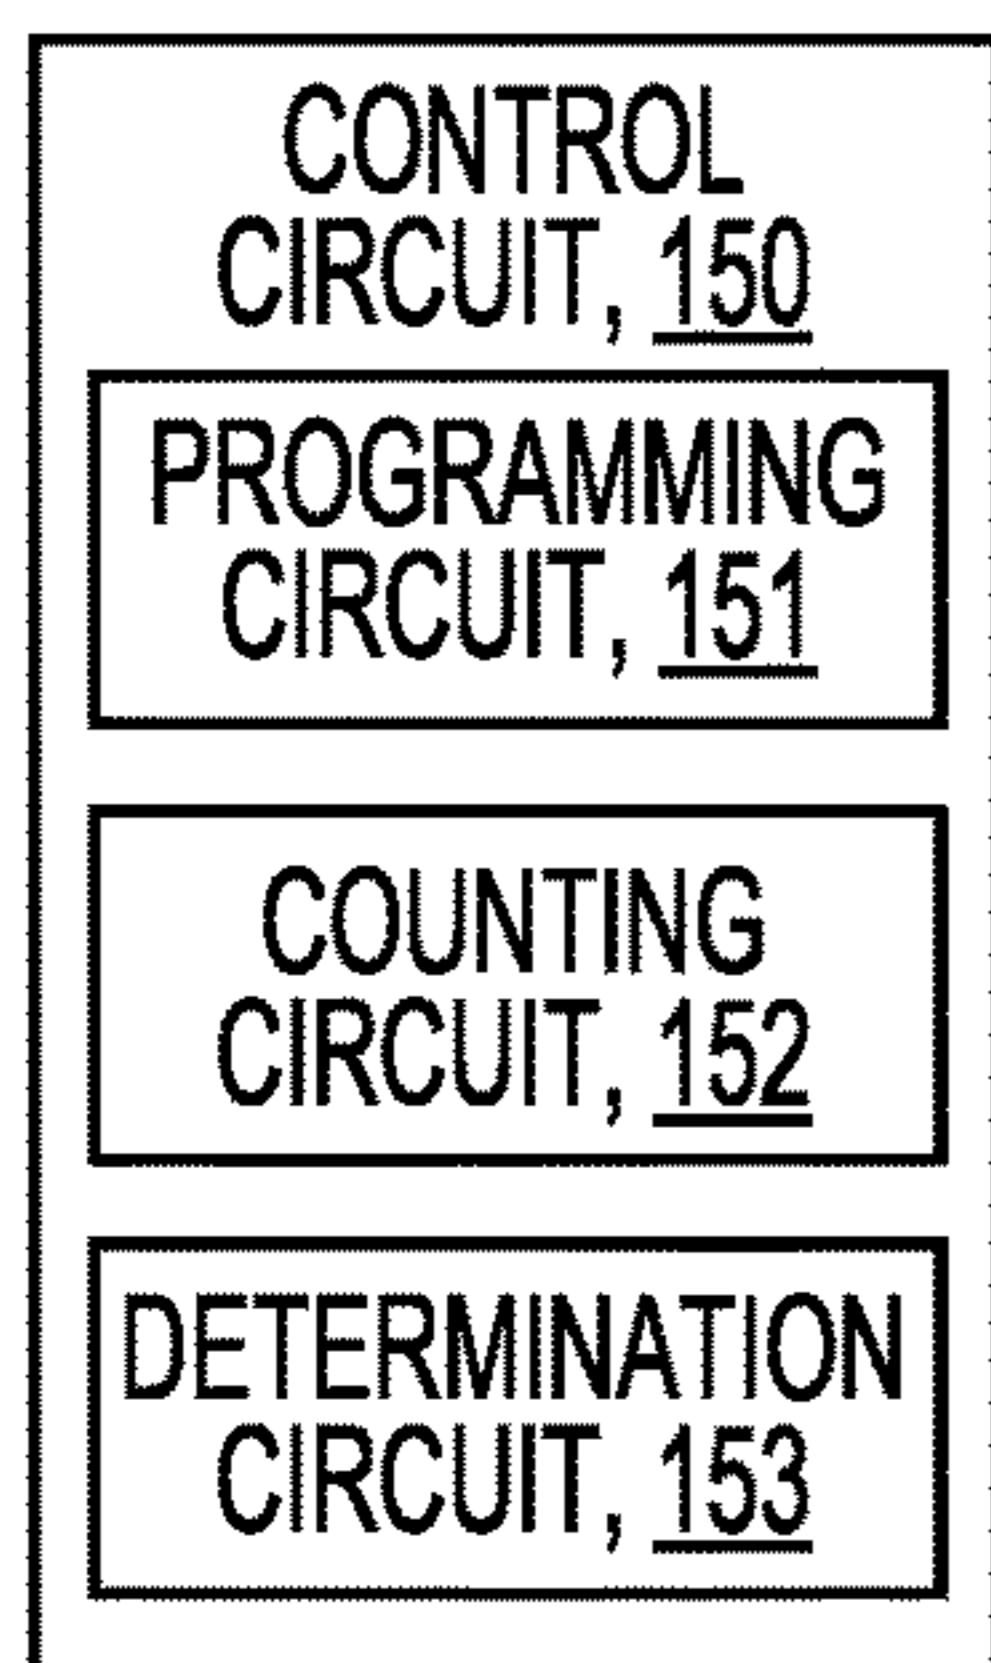 CONTROL
CIRCUIT, 150
PROGRAMMING
CIRCUIT, 151
COUNTING
CIRCUIT, 152
DETERMINATION
CIRCUIT, 153